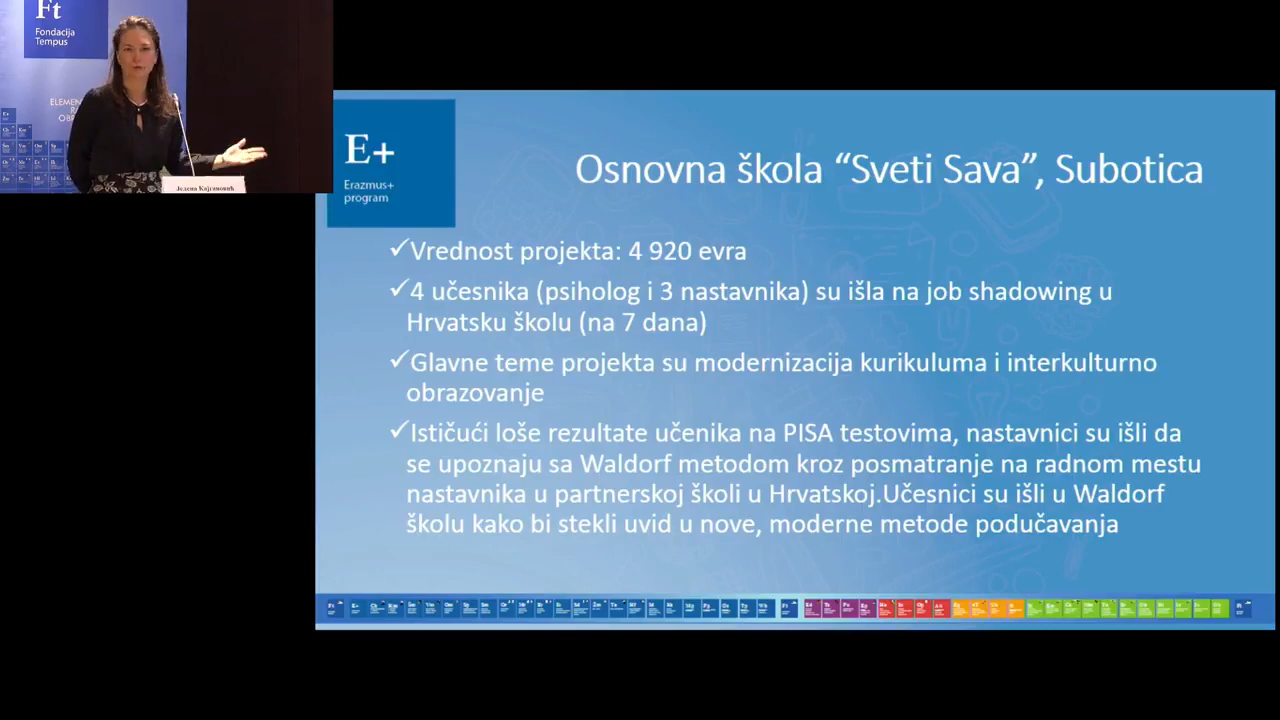 Ft
Fondacija
Tempus
E+
Erasmus+
program
Osnovna škola “Sveti Sava”, Subotica
✓Vrednost projekta: 4 920 evra
✓4 učesnika (psiholog i 3 nastavnika) su išla na job shadowing u
Hrvatsku školu (na 7 dana)
✓Glavne teme projekta su modernizacija kurikuluma i interkulturno
obrazovanje
✓Ističući loše rezultate učenika na PISA testovima, nastavnici su išli da
se upoznaju sa Waldorf metodom kroz posmatranje na radnom mestu
nastavnika u partnerskoj školi u Hrvatskoj.Učesnici su išli u Waldorf
školu kako bi stekli uvid u nove, moderne metode podučavanja